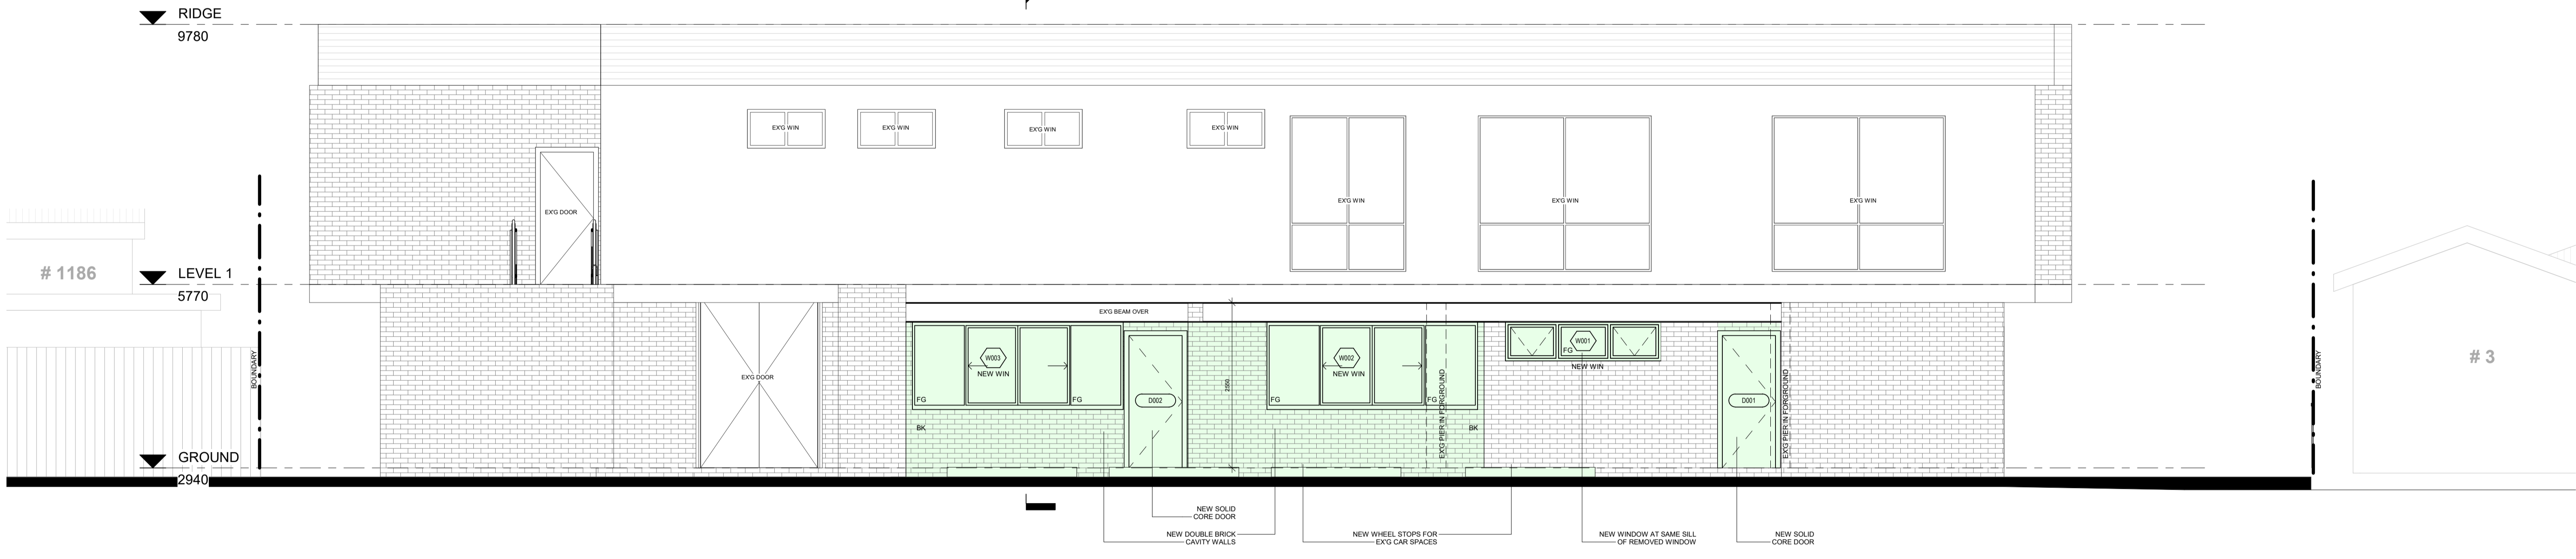 RIDGE
9780
EX'G WIN
EX'G WIN
EX'G WIN
EX'G WIN
EX'G WIN
EX'G WIN
EX'G WIN
EX'G DOOR
# 1186
LEVEL 1
5770
EX'G BEAM OVER
BOUNDARY
EX'G DOOR
W003
NEW WIN
FG
FG
BK
D002
2550
W002
NEW WIN
FG
FG
BK
EX'G PIER IN FORGROUND
W001
FG
NEW WIN
D001
EX'G PIER IN FORGROUND
BOUNDARY
# 3
GROUND
2940
NEW SOLID
CORE DOOR
NEW DOUBLE BRICK
CAVITY WALLS
NEW WHEEL STOPS FOR
EX'G CAR SPACES
NEW WINDOW AT SAME SILL
OF REMOVED WINDOW
NEW SOLID
CORE DOOR